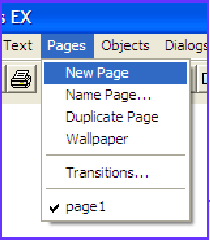 EX
Text Pages Objects Dialogs
New Page
Name Page...
Duplicate Page
Wallpaper
Transitions...
page1